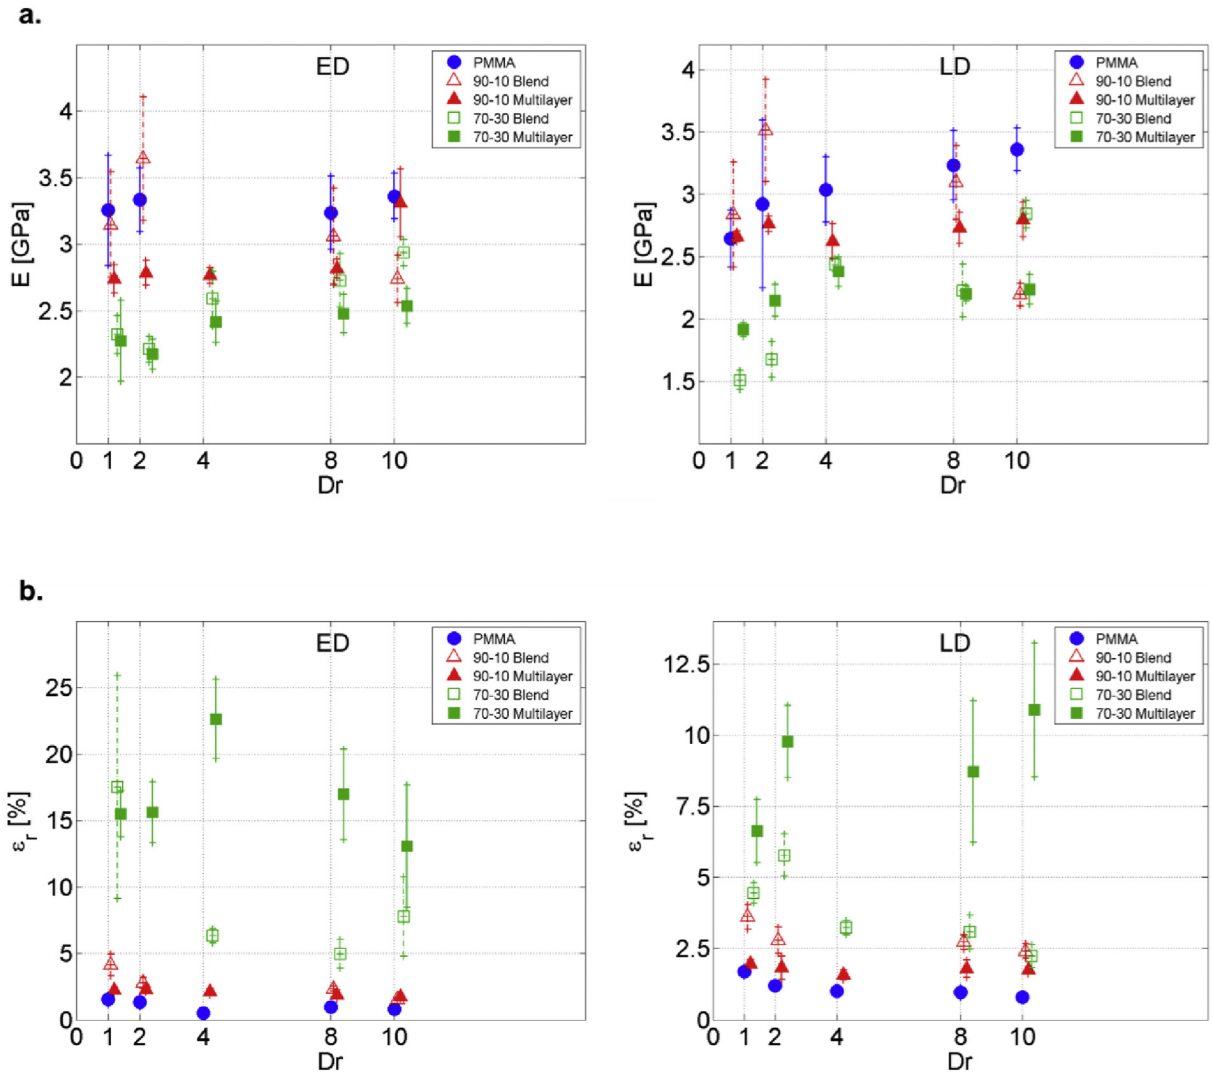 a.
ED
PMMA
90-10 Blend
90-10 Multilayer
70-30 Blend
70-30 Multilayer
4
3.5
3
2.5
2
E [GPa]
0 1 2 4 8 10
Dr
LD
PMMA
90-10 Blend
90-10 Multilayer
70-30 Blend
70-30 Multilayer
4
3.5
3
2.5
2
1.5
E [GPa]
0 1 2 4 8 10
Dr
b.
ED
PMMA
90-10 Blend
90-10 Multilayer
70-30 Blend
70-30 Multilayer
25
20
15
10
5
0
εr [%]
0 1 2 4 8 10
Dr
LD
PMMA
90-10 Blend
90-10 Multilayer
70-30 Blend
70-30 Multilayer
12.5
10
7.5
5
2.5
0
εr [%]
0 1 2 4 8 10
Dr